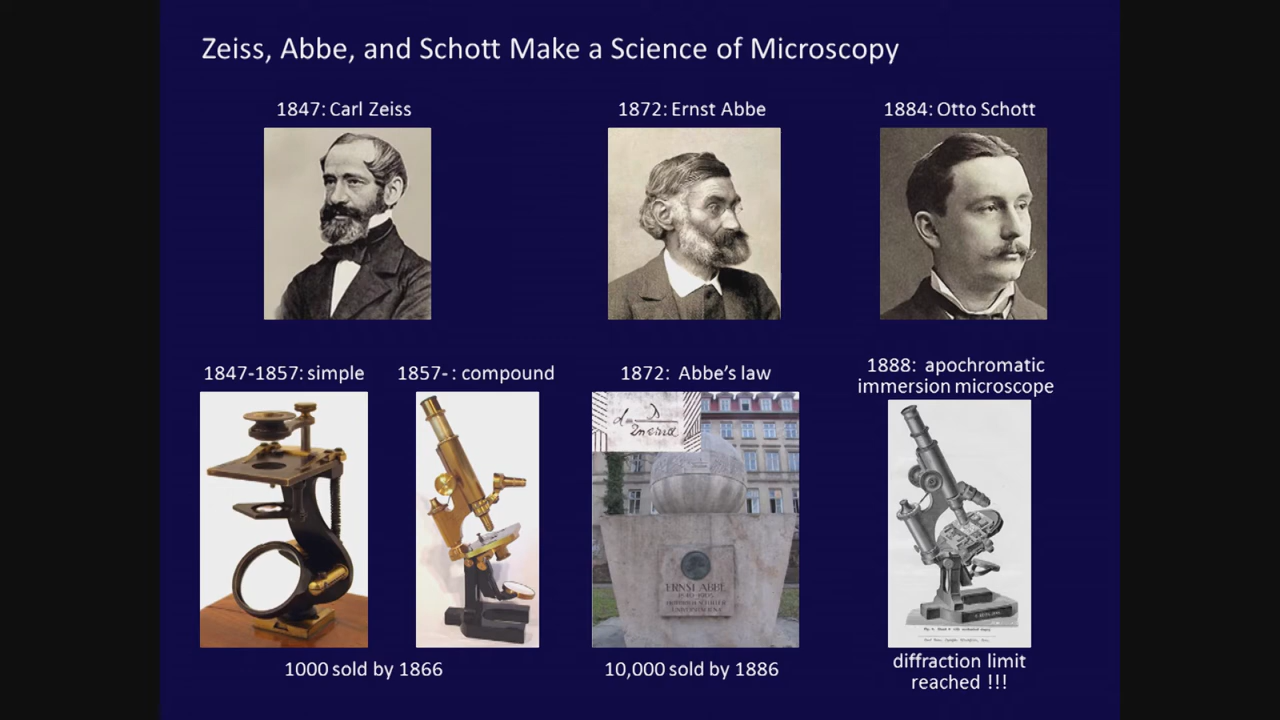 Zeiss, Abbe, and Schott Make a Science of Microscopy
1847: Carl Zeiss
1872: Ernst Abbe
1884: Otto Schott
1847-1857: simple
1857- : compound
1872: Abbe's law
1888: apochromatic
immersion microscope
ERNST ABBE
1000 sold by 1866
10,000 sold by 1886
diffraction limit
reached !!!